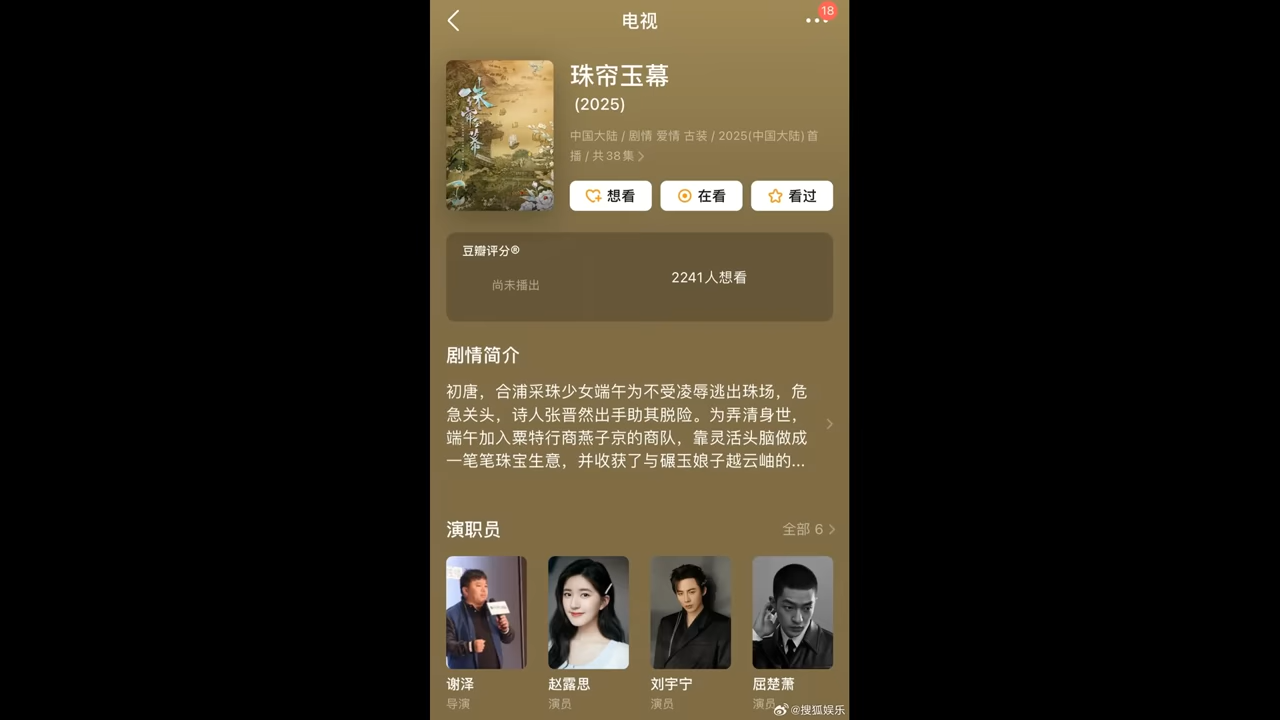 电视
18
珠帘玉幕
(2025)
中国大陆 / 剧情 爱情 古装 / 2025(中国大陆)首
播 / 共38集
想看
在看
看过
豆瓣评分®
尚未播出
2241人想看
剧情简介
初唐，合浦采珠少女端午为不受凌辱逃出珠场，危
急关头，诗人张晋然出手助其脱险。为弄清身世，
端午加入粟特行商燕子京的商队，靠灵活头脑做成
一笔笔珠宝生意，并收获了与碾玉娘子越云岫的...
演职员
全部 6
谢泽
导演
赵露思
演员
刘宇宁
演员
屈楚萧
演员
@搜狐娱乐